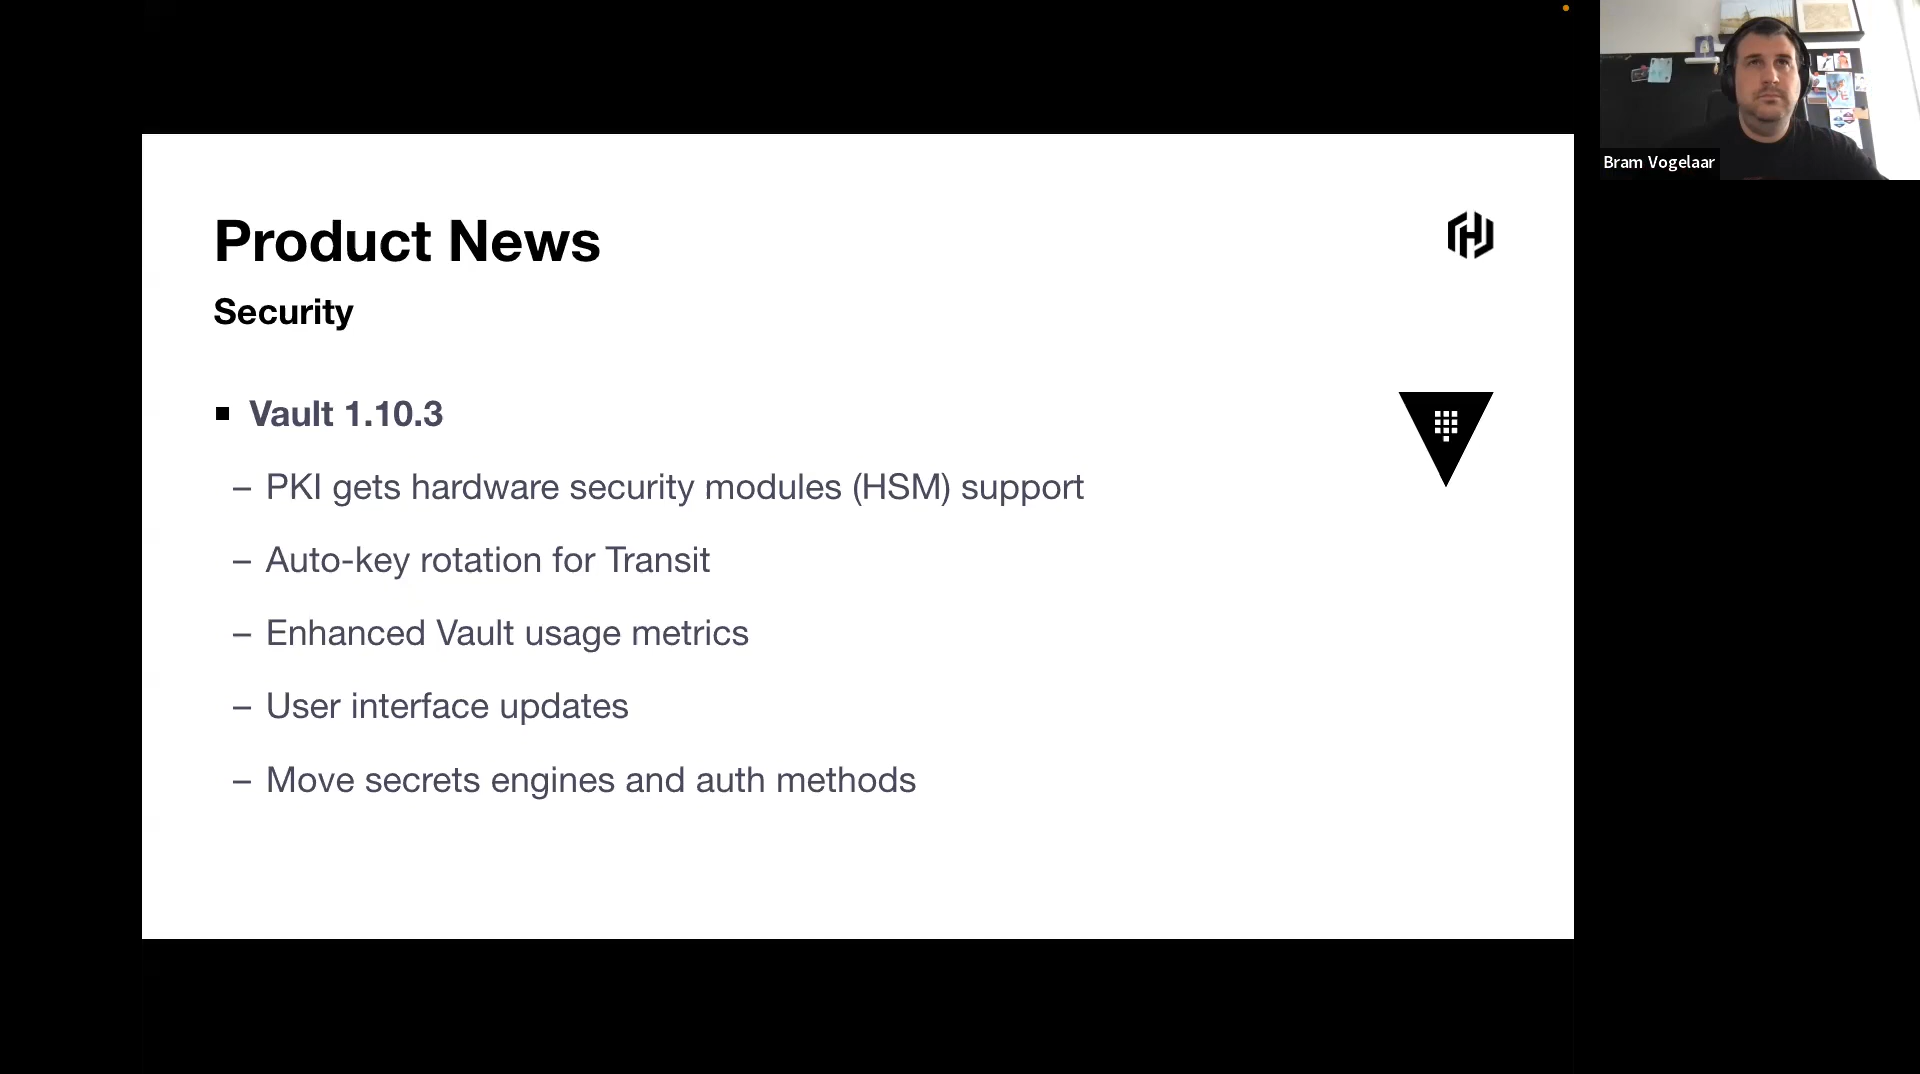 Product News
Security
Vault 1.10.3
– PKI gets hardware security modules (HSM) support
– Auto-key rotation for Transit
– Enhanced Vault usage metrics
– User interface updates
– Move secrets engines and auth methods
Bram Vogelaar